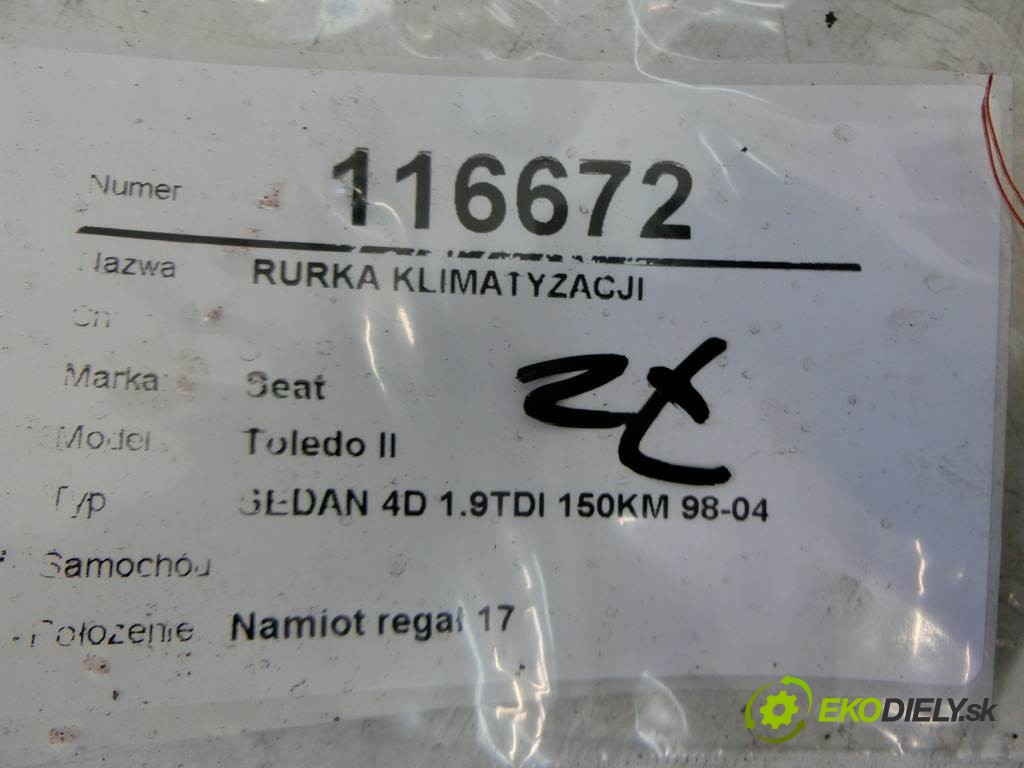 Numer 116672
Nazwa RURKA KLIMATYZACJI
Marka Seat
Model Toledo II
Typ SEDAN 4D 1.9TDI 150KM 98-04
Samochód
Położenie Namiot regał 17
EKODIELY.sk